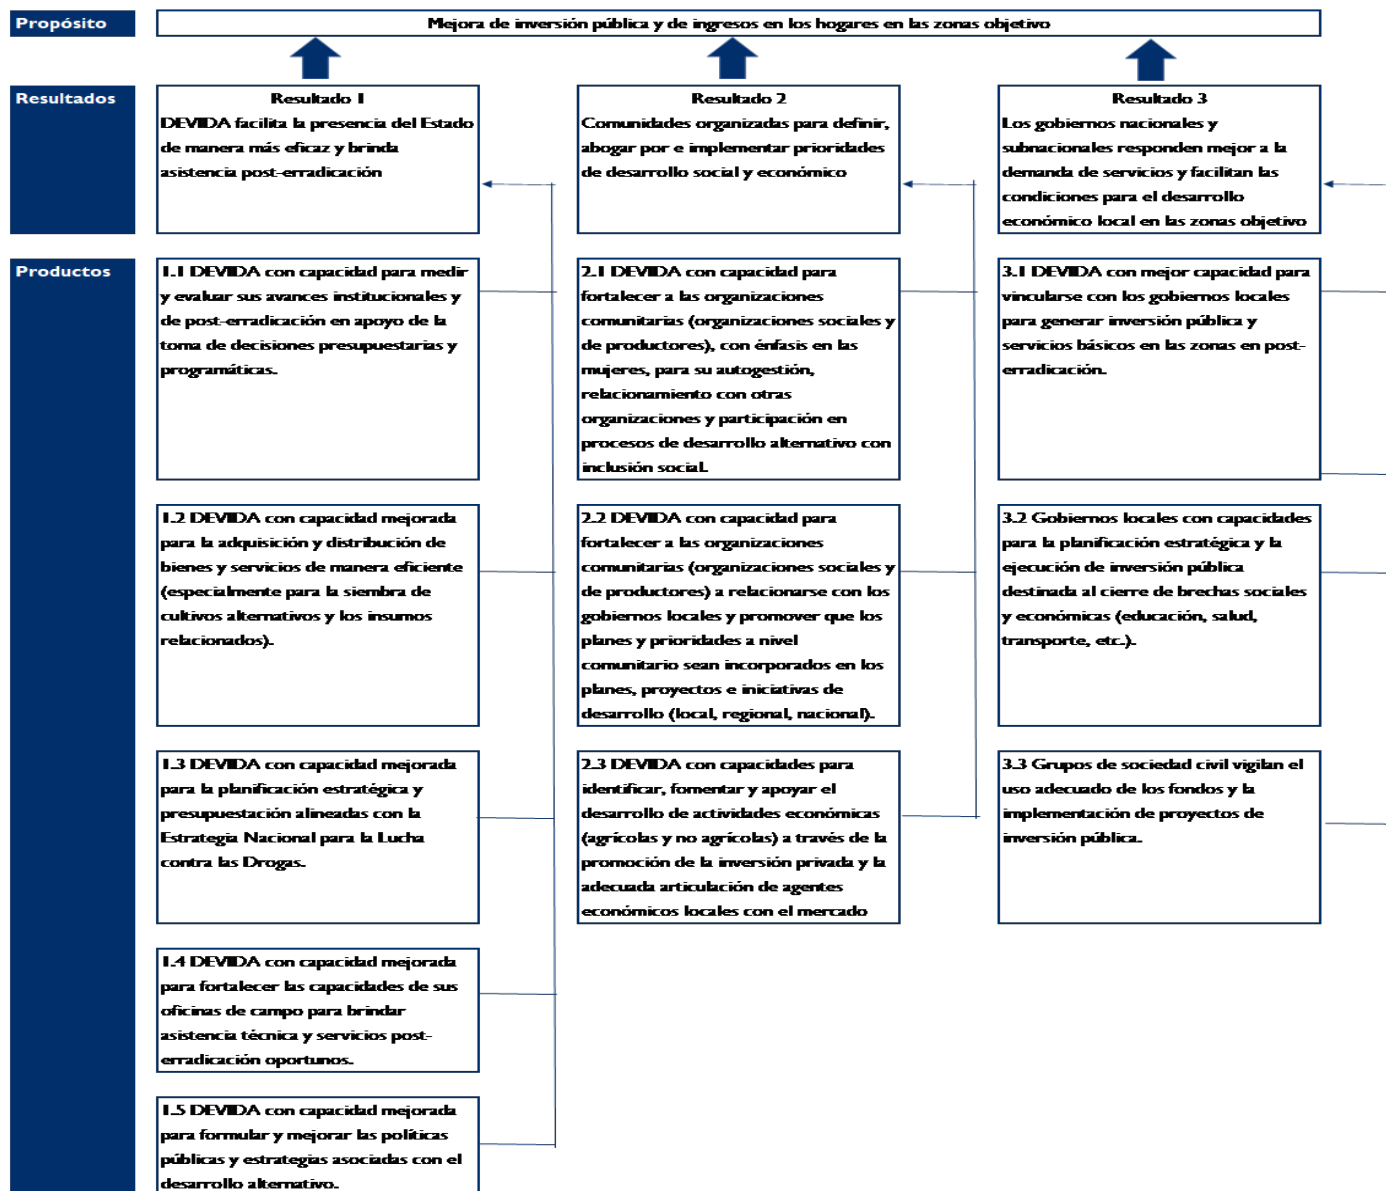 Propósito
Mejora de inversión pública y de ingresos en los hogares en las zonas objetivo
Resultados
Resultado 1
DEVIDA facilita la presencia del Estado
de manera más eficaz y brinda
asistencia post-erradicación
Resultado 2
Comunidades organizadas para definir,
abogar por e implementar prioridades
de desarrollo social y económico
Resultado 3
Los gobiernos nacionales y
subnacionales responden mejor a la
demanda de servicios y facilitan las
condiciones para el desarrollo
económico local en las zonas objetivo
Productos
1.1 DEVIDA con capacidad para medir
y evaluar sus avances institucionales y
de post-erradicación en apoyo de la
toma de decisiones presupuestarias y
programáticas.
2.1 DEVIDA con capacidad para
fortalecer a las organizaciones
comunitarias (organizaciones sociales y
de productores), con énfasis en las
mujeres, para su autogestión,
relacionamiento con otras
organizaciones y participación en
procesos de desarrollo alternativo con
inclusión social.
3.1 DEVIDA con mejor capacidad para
vincularse con los gobiernos locales
para generar inversión pública y
servicios básicos en las zonas en post-
erradicación.
1.2 DEVIDA con capacidad mejorada
para la adquisición y distribución de
bienes y servicios de manera eficiente
(especialmente para la siembra de
cultivos alternativos y los insumos
relacionados).
2.2 DEVIDA con capacidad para
fortalecer a las organizaciones
comunitarias (organizaciones sociales y
de productores) a relacionarse con los
gobiernos locales y promover que los
planes y prioridades a nivel
comunitario sean incorporados en los
planes, proyectos e iniciativas de
desarrollo (local, regional, nacional).
3.2 Gobiernos locales con capacidades
para la planificación estratégica y la
ejecución de inversión pública
destinada al cierre de brechas sociales
y económicas (educación, salud,
transporte, etc.).
1.3 DEVIDA con capacidad mejorada
para la planificación estratégica y
presupuestación alineadas con la
Estrategia Nacional para la Lucha
contra las Drogas.
2.3 DEVIDA con capacidades para
identificar, fomentar y apoyar el
desarrollo de actividades económicas
(agrícolas y no agrícolas) a través de la
promoción de la inversión privada y la
adecuada articulación de agentes
económicos locales con el mercado
3.3 Grupos de sociedad civil vigilan el
uso adecuado de los fondos y la
implementación de proyectos de
inversión pública.
1.4 DEVIDA con capacidad mejorada
para fortalecer las capacidades de sus
oficinas de campo para brindar
asistencia técnica y servicios post-
erradicación oportunos.
1.5 DEVIDA con capacidad mejorada
para formular y mejorar las políticas
públicas y estrategias asociadas con el
desarrollo alternativo.